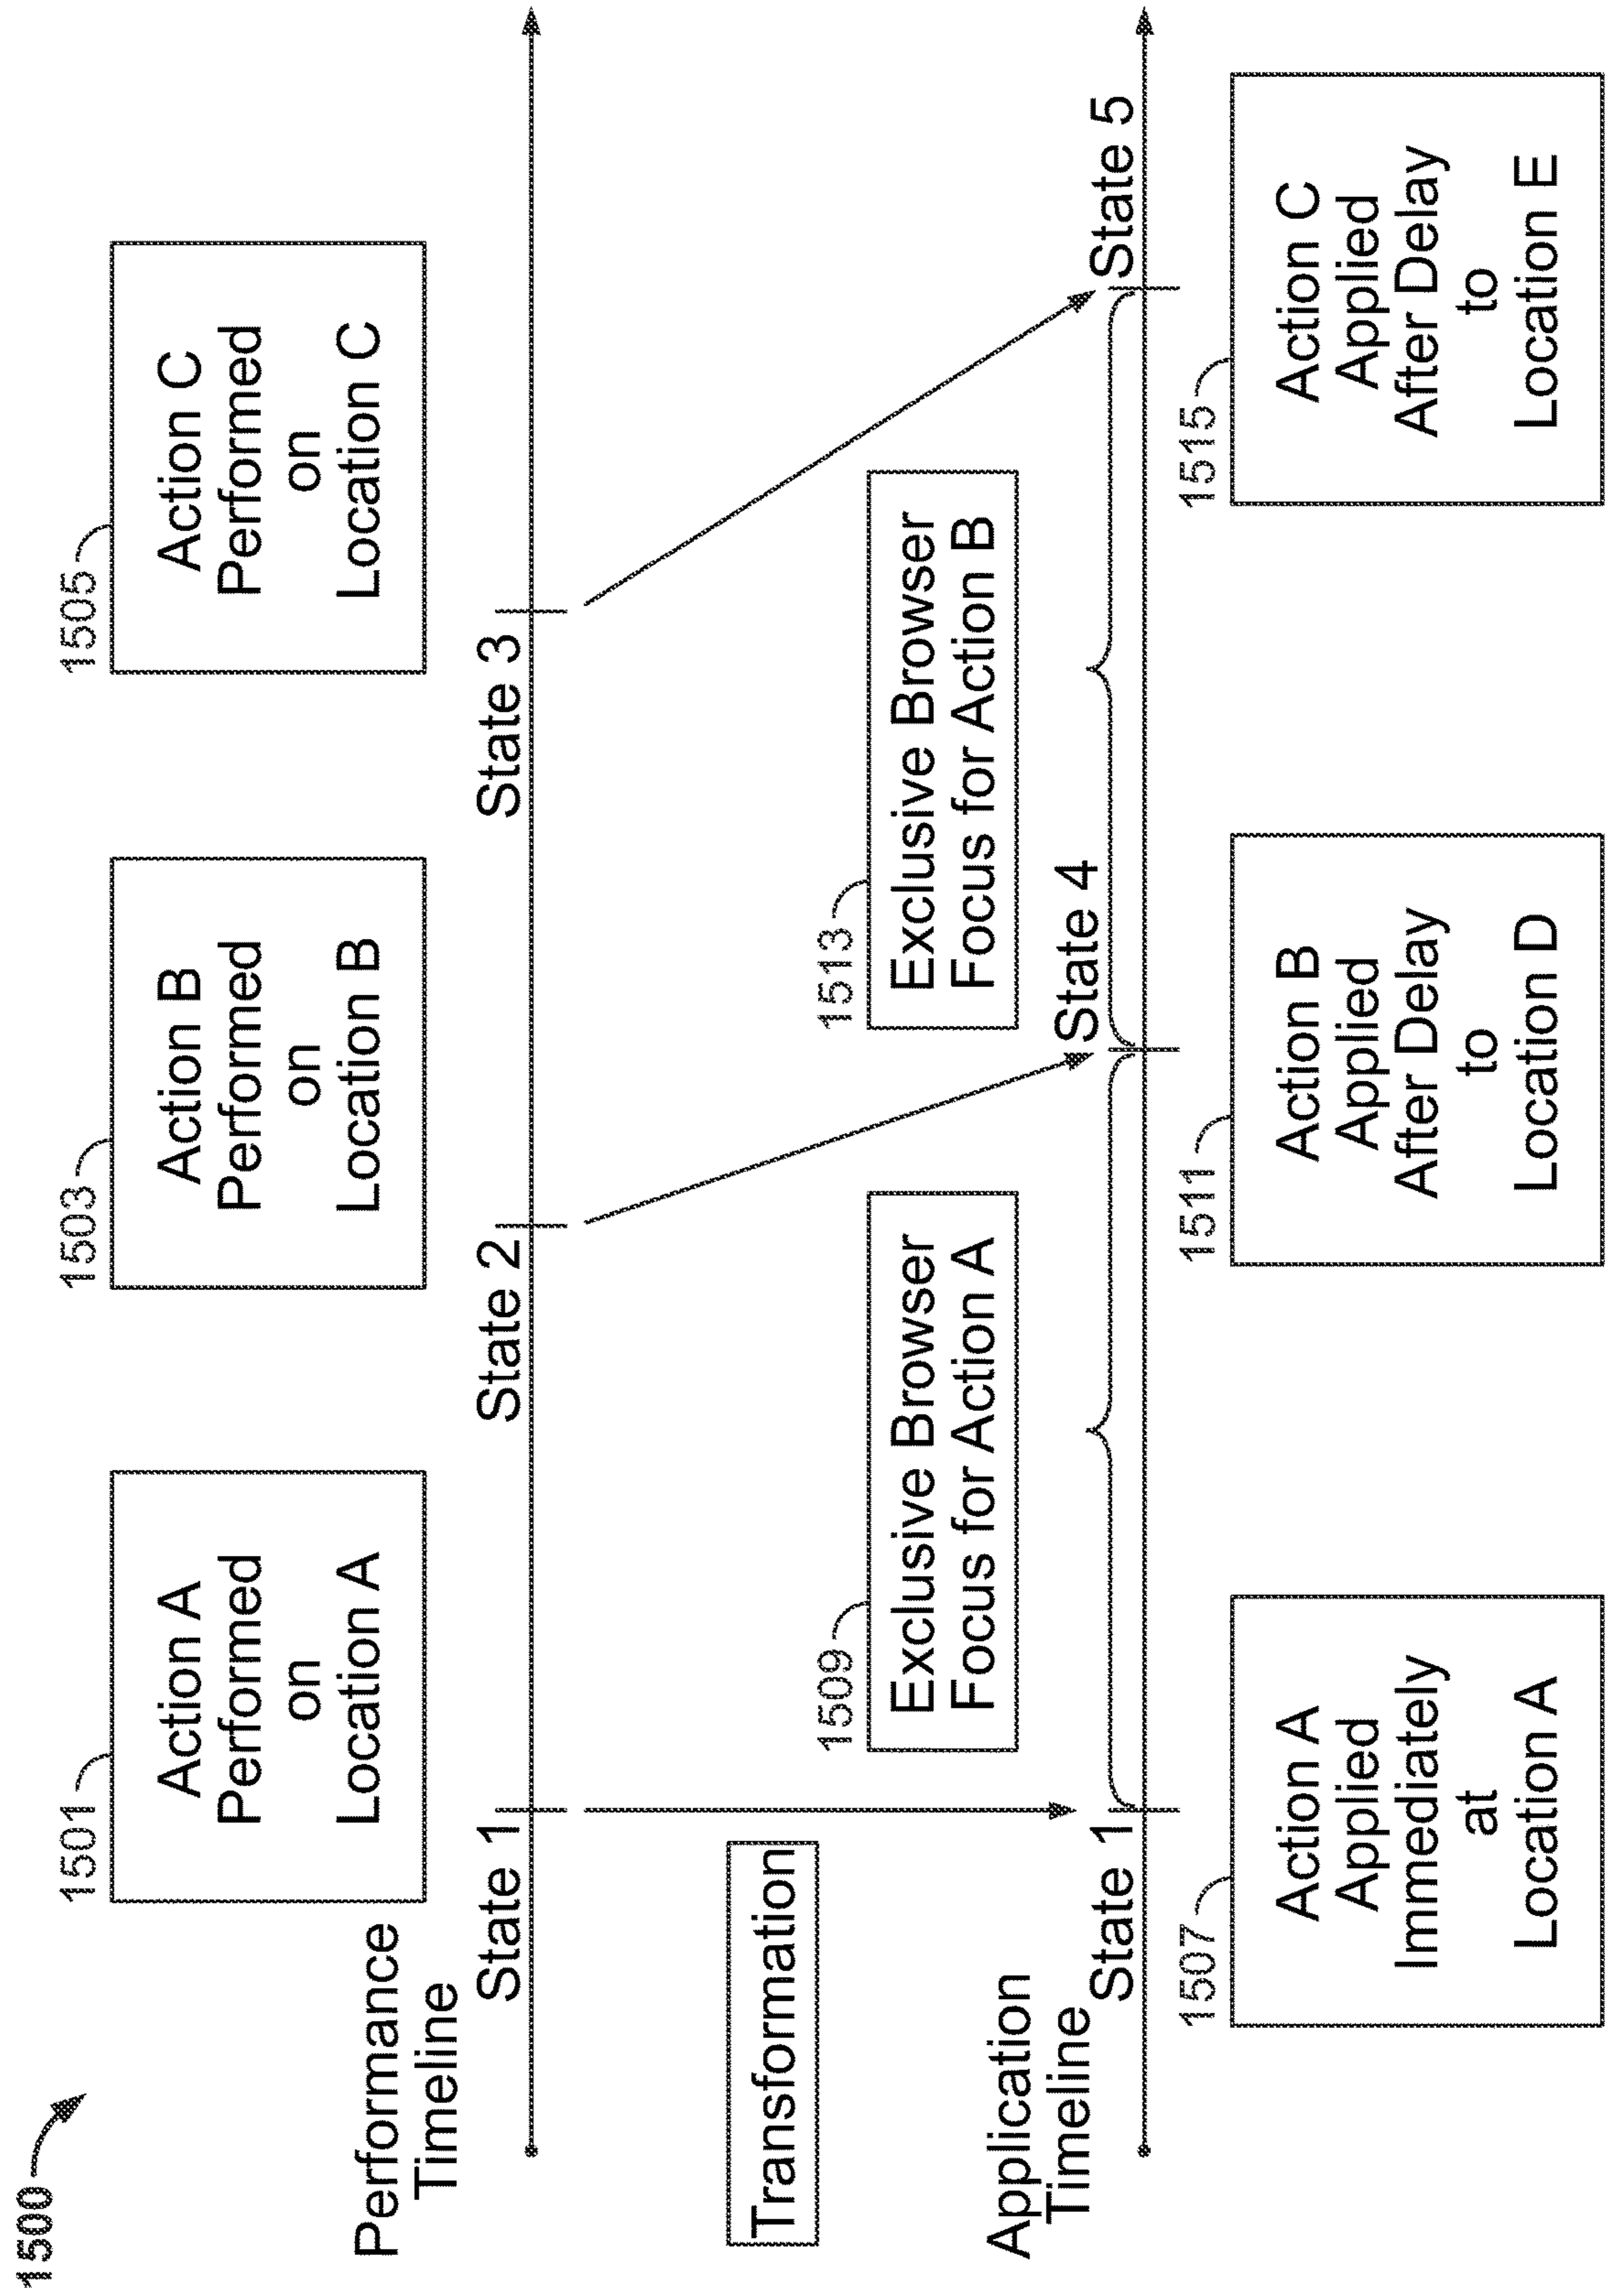 1500
1501
Action A
Performed
on
Location A
1503
Action B
Performed
on
Location B
1505
Action C
Performed
on
Location C
Performance
Timeline
State 1
State 2
State 3
Transformation
1509
Exclusive Browser
Focus for Action A
1513
Exclusive Browser
Focus for Action B
Application
Timeline
State 1
State 4
State 5
1507
Action A
Applied
Immediately
at
Location A
1511
Action B
Applied
After Delay
to
Location D
1515
Action C
Applied
After Delay
to
Location E